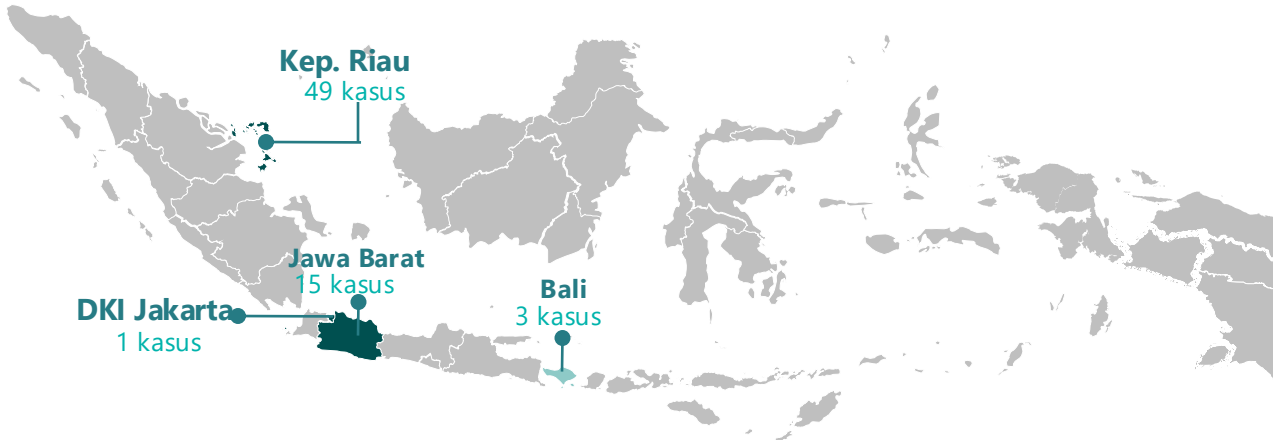 Kep. Riau
49 kasus
Jawa Barat
15 kasus
DKI Jakarta
1 kasus
Bali
3 kasus